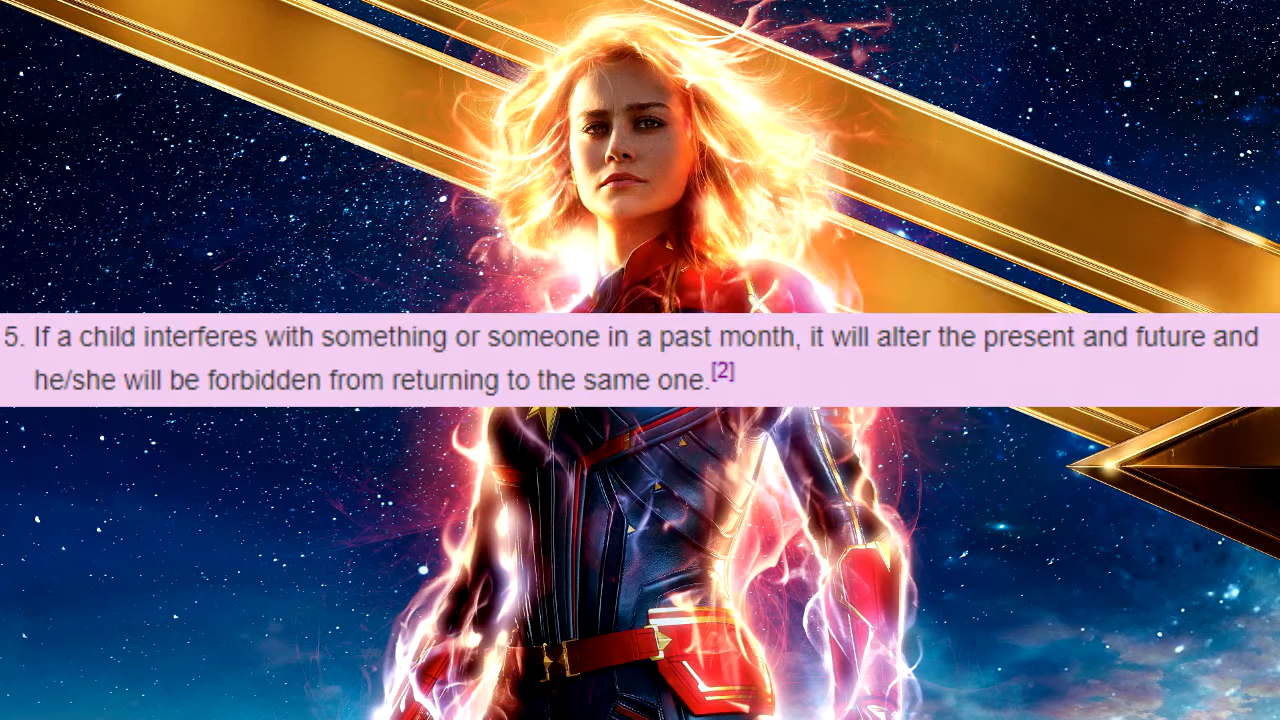 5. If a child interferes with something or someone in a past month, it will alter the present and future and
he/she will be forbidden from returning to the same one.[2]